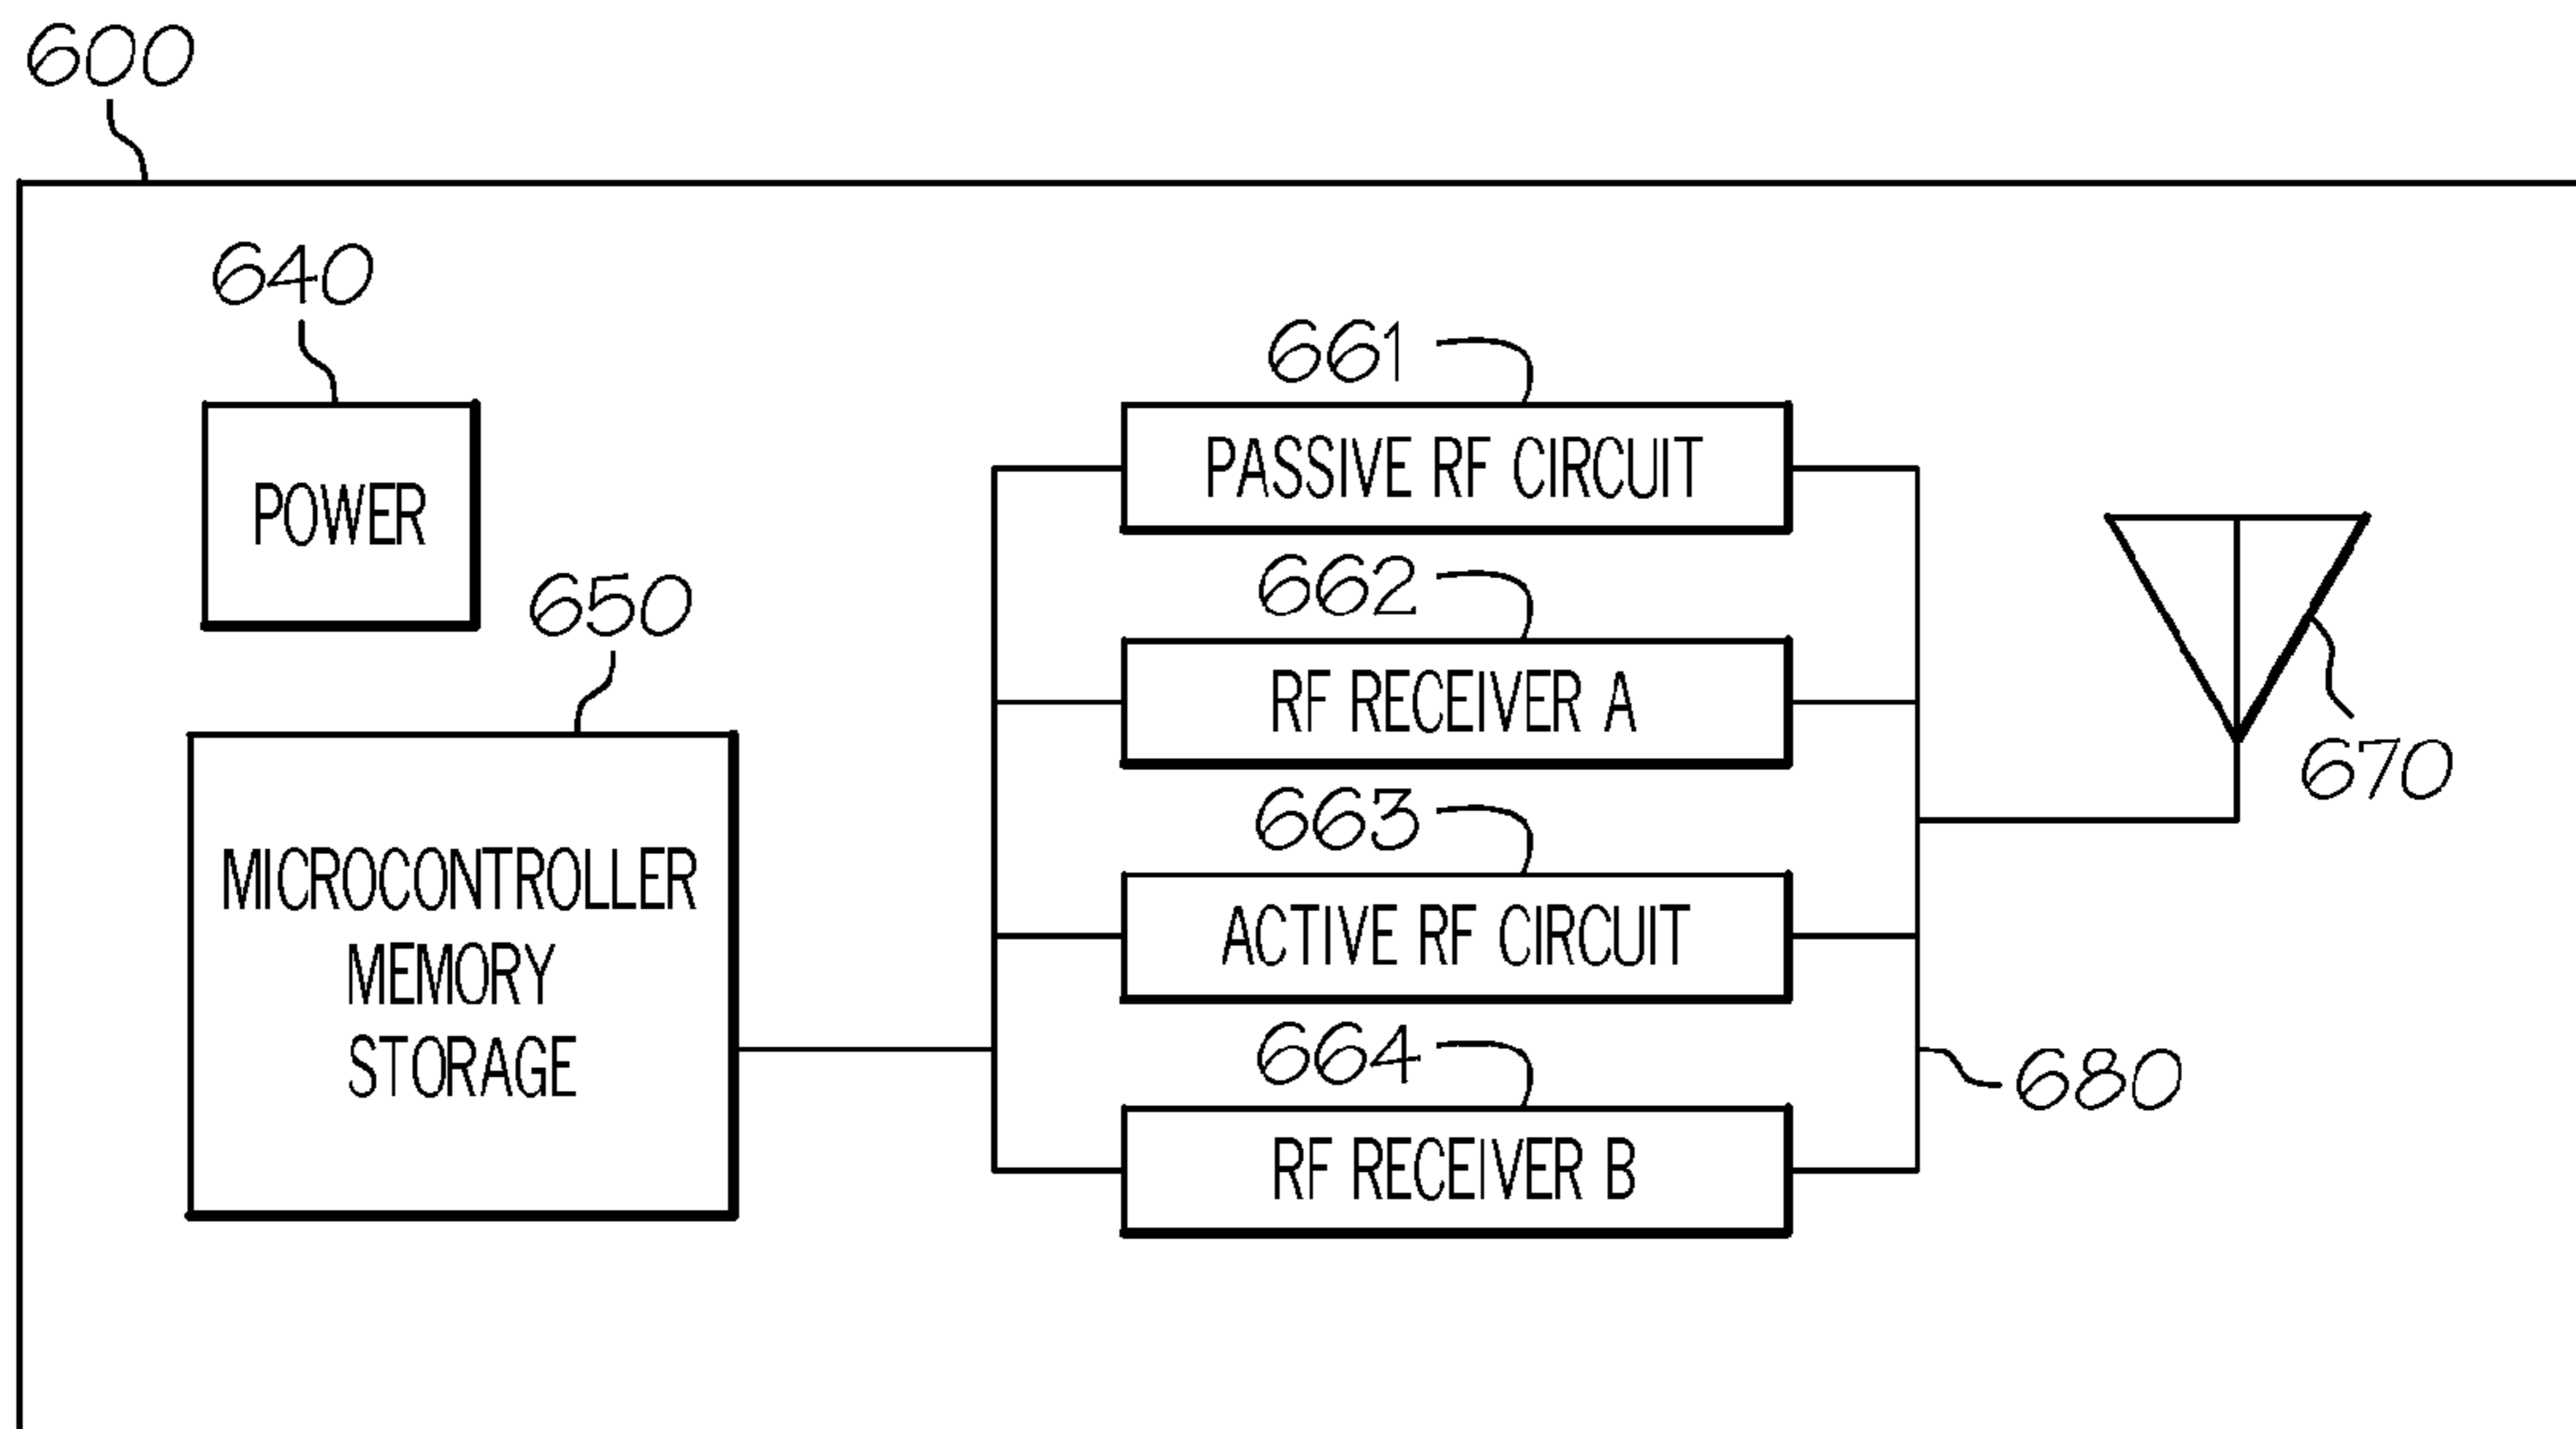 600
640
POWER
650
MICROCONTROLLER
MEMORY
STORAGE
661
PASSIVE RF CIRCUIT
662
RF RECEIVER A
663
ACTIVE RF CIRCUIT
664
RF RECEIVER B
670
680